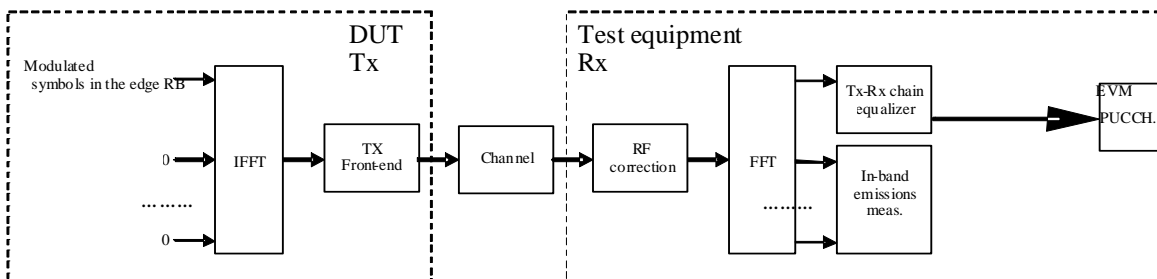 DUT
Tx
Test equipment
Rx
Modulated
symbols in the edge RB
0
.........
0
IFFT
TX
Front-end
Channel
RF
correction
FFT
.........
Tx-Rx chain
equalizer
In-band
emissions
meas.
EVM
PUCCH.